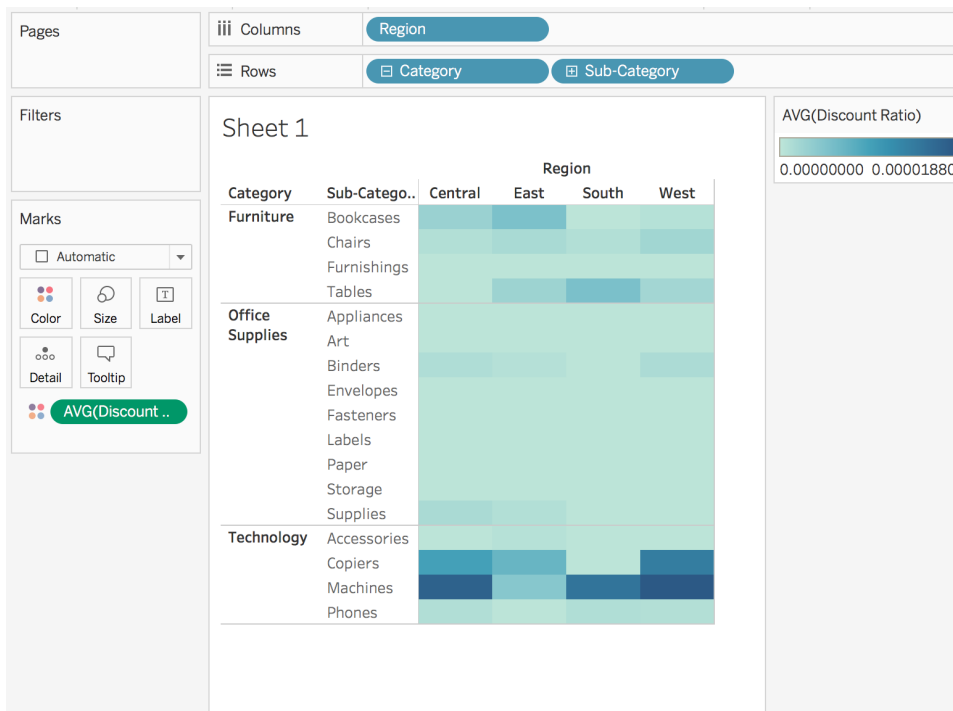 Pages
Columns
Region
Rows
Category
Sub-Category
Filters
Marks
Automatic
Color
Size
T
Label
Detail
Tooltip
AVG(Discount ..
Sheet 1
Region
Category Sub-Catego.. Central East South West
Furniture Bookcases
Chairs
Furnishings
Tables
Office Supplies Appliances
Art
Binders
Envelopes
Fasteners
Labels
Paper
Storage
Supplies
Technology Accessories
Copiers
Machines
Phones
AVG(Discount Ratio)
0.00000000 0.00001880